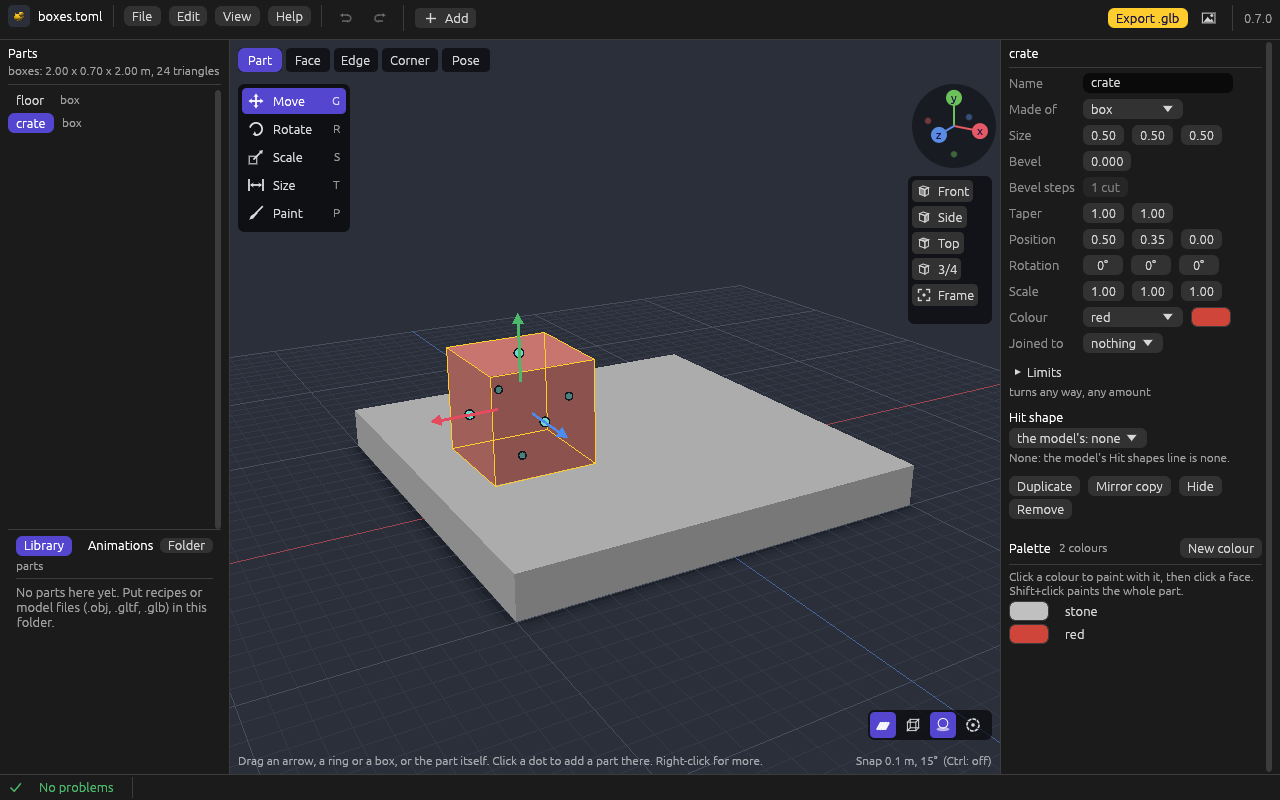 boxes.toml File Edit View Help + Add Export .glb 0.7.0
Parts
boxes: 2.00 x 0.70 x 2.00 m, 24 triangles
floor box
crate box
Library Animations Folder
parts
No parts here yet. Put recipes or
model files (.obj, .gltf, .glb) in this
folder.
Part Face Edge Corner Pose
Move G
Rotate R
Scale S
Size T
Paint P
y
x
z
Front
Side
Top
3/4
Frame
Drag an arrow, a ring or a box, or the part itself. Click a dot to add a part there. Right-click for more.
Snap 0.1 m, 15° (Ctrl: off)
crate
Name crate
Made of box
Size 0.50 0.50 0.50
Bevel 0.000
Bevel steps 1 cut
Taper 1.00 1.00
Position 0.50 0.35 0.00
Rotation 0° 0° 0°
Scale 1.00 1.00 1.00
Colour red
Joined to nothing
Limits
turns any way, any amount
Hit shape
the model's: none
None: the model's Hit shapes line is none.
Duplicate Mirror copy Hide
Remove
Palette 2 colours New colour
Click a colour to paint with it, then click a face.
Shift+click paints the whole part.
stone
red
No problems